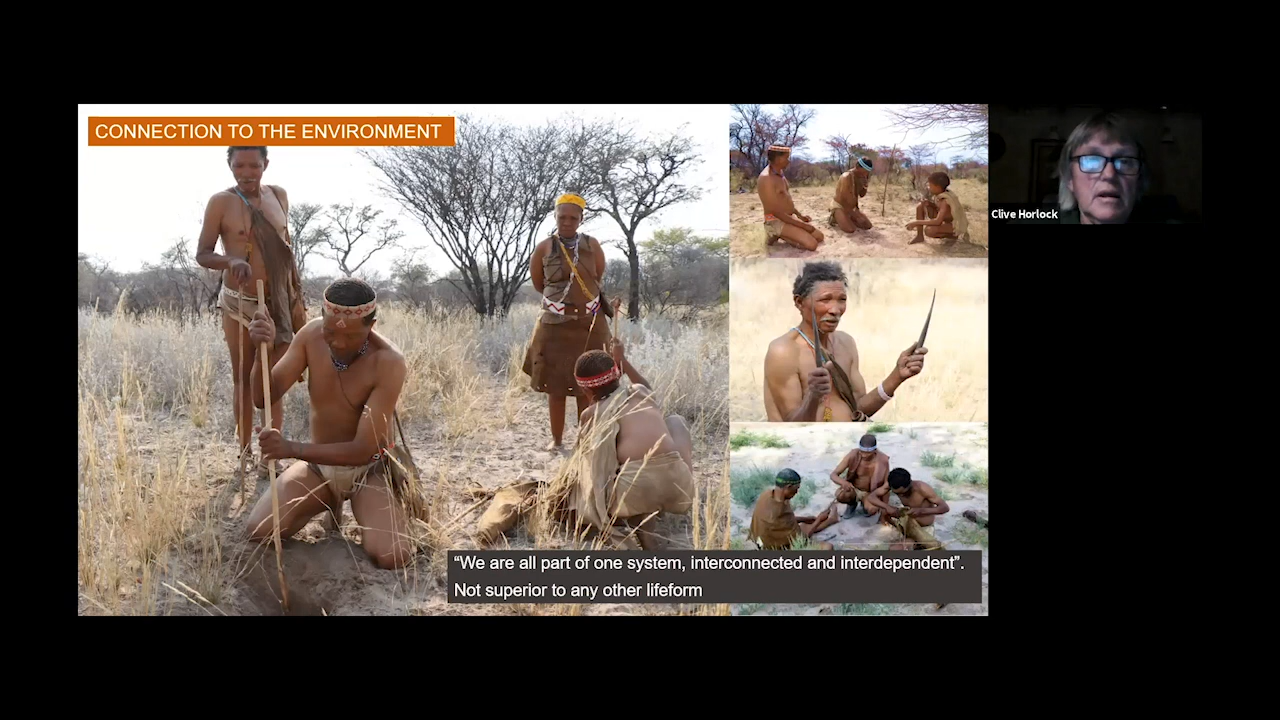 CONNECTION TO THE ENVIRONMENT
Clive Horlock
“We are all part of one system, interconnected and interdependent”.
Not superior to any other lifeform